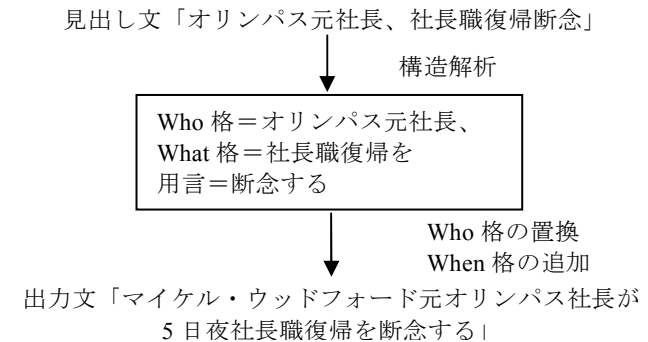 見出し文「オリンパス元社長、社長職復帰断念」
構造解析
Who 格＝オリンパス元社長、
What 格＝社長職復帰を
用言＝断念する
Who 格の置換
When 格の追加
出力文「マイケル・ウッドフォード元オリンパス社長が
5 日夜社長職復帰を断念する」